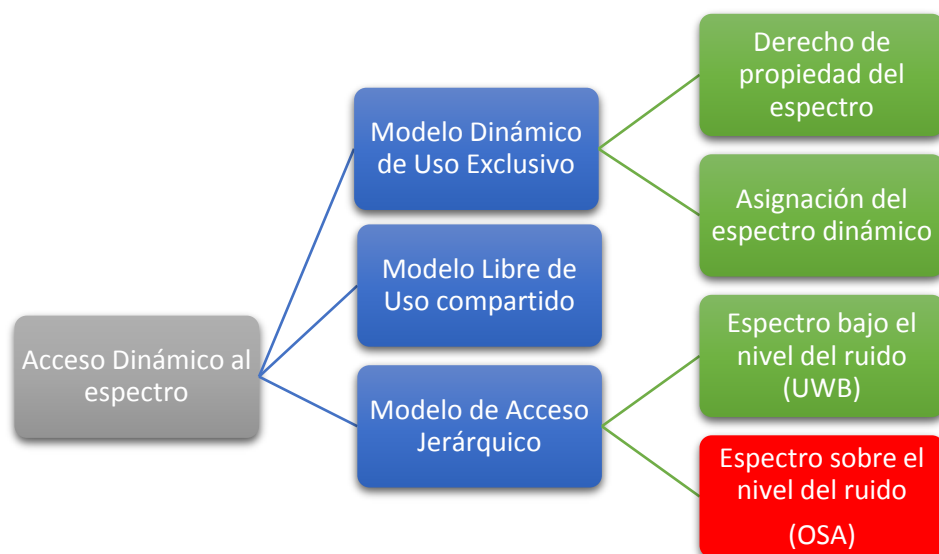 Acceso Dinámico al
espectro
Modelo Dinámico
de Uso Exclusivo
Derecho de
propiedad del
espectro
Asignación del
espectro dinámico
Modelo Libre de
Uso compartido
Modelo de Acceso
Jerárquico
Espectro bajo el
nivel del ruido
(UWB)
Espectro sobre el
nivel del ruido
(OSA)